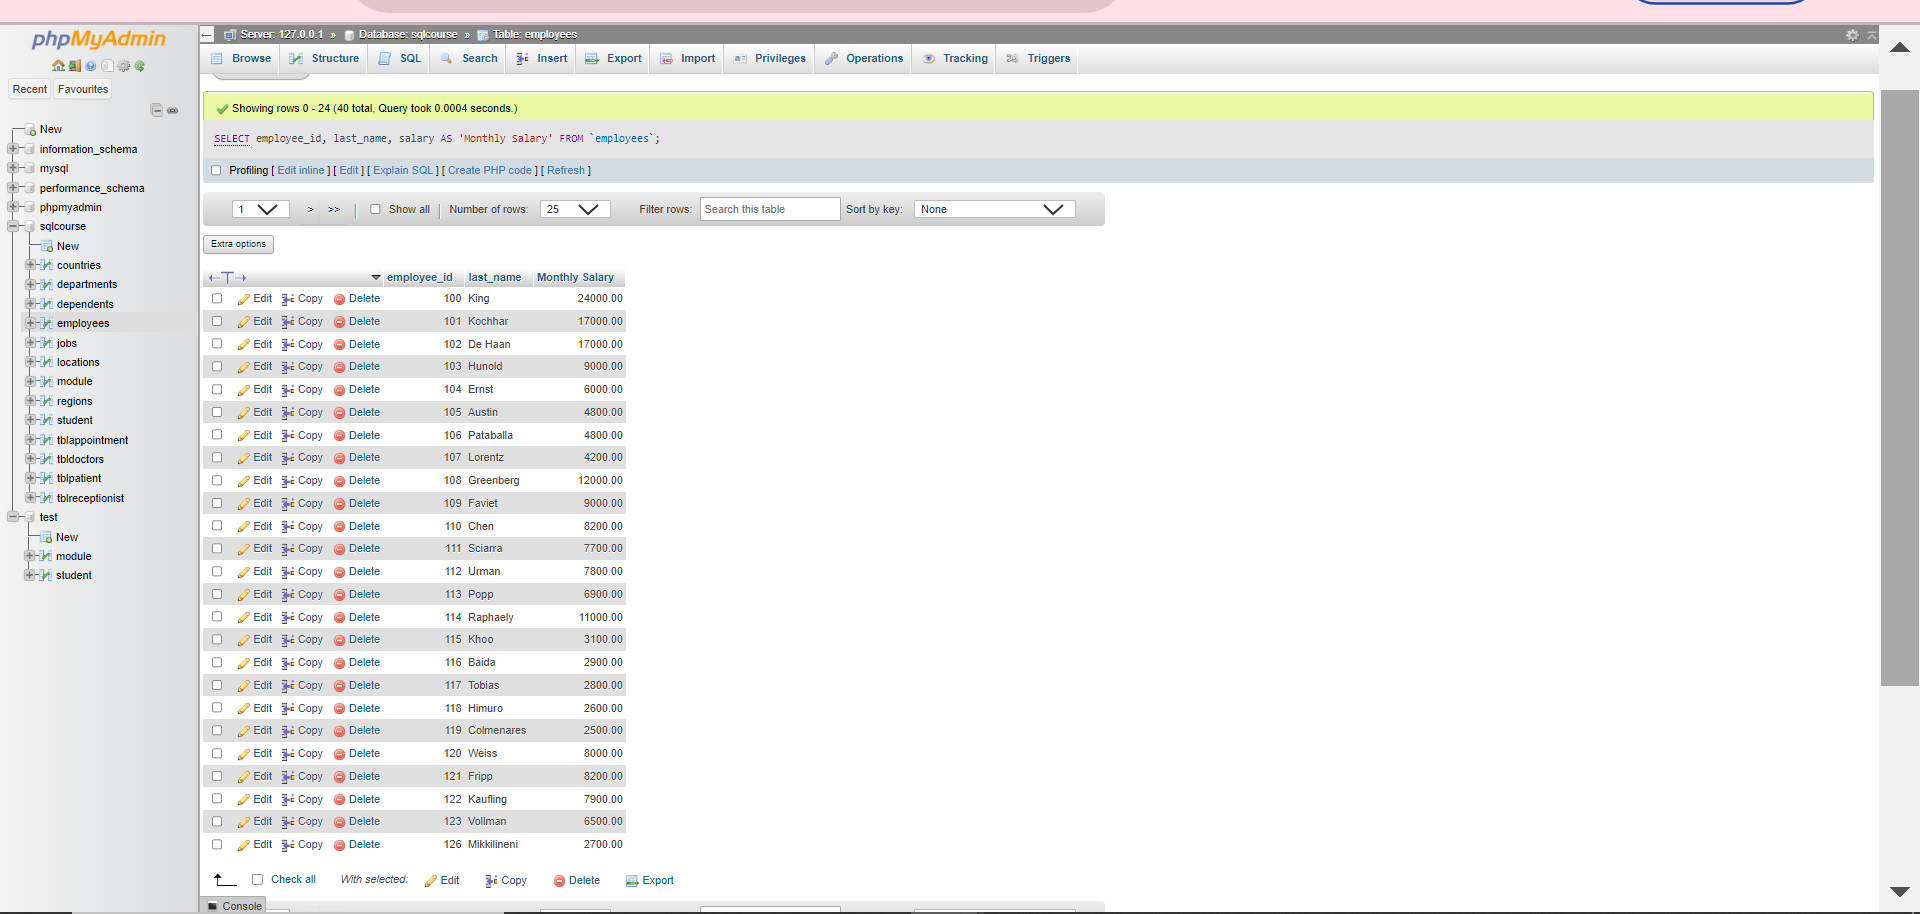 phpMyAdmin
Recent Favourites
New
information_schema
mysql
performance_schema
phpmyadmin
sqlcourse
New
countries
departments
dependents
employees
jobs
locations
module
regions
student
tblappointment
tbldoctors
tblpatient
tblreceptionist
test
New
module
student
Server: 127.0.0.1 » Database: sqlcourse » Table: employees
Browse Structure SQL Search Insert Export Import Privileges Operations Tracking Triggers
Showing rows 0 - 24 (40 total, Query took 0.0004 seconds.)
SELECT employee_id, last_name, salary AS 'Monthly Salary' FROM `employees`;
Profiling [ Edit inline ] [ Edit ] [ Explain SQL ] [ Create PHP code ] [ Refresh ]
1 > >> Show all Number of rows: 25 Filter rows: Search this table Sort by key: None
Extra options
employee_id last_name Monthly Salary
Edit Copy Delete 100 King 24000.00
Edit Copy Delete 101 Kochhar 17000.00
Edit Copy Delete 102 De Haan 17000.00
Edit Copy Delete 103 Hunold 9000.00
Edit Copy Delete 104 Ernst 6000.00
Edit Copy Delete 105 Austin 4800.00
Edit Copy Delete 106 Pataballa 4800.00
Edit Copy Delete 107 Lorentz 4200.00
Edit Copy Delete 108 Greenberg 12000.00
Edit Copy Delete 109 Faviet 9000.00
Edit Copy Delete 110 Chen 8200.00
Edit Copy Delete 111 Sciarra 7700.00
Edit Copy Delete 112 Urman 7800.00
Edit Copy Delete 113 Popp 6900.00
Edit Copy Delete 114 Raphaely 11000.00
Edit Copy Delete 115 Khoo 3100.00
Edit Copy Delete 116 Baida 2900.00
Edit Copy Delete 117 Tobias 2800.00
Edit Copy Delete 118 Himuro 2600.00
Edit Copy Delete 119 Colmenares 2500.00
Edit Copy Delete 120 Weiss 8000.00
Edit Copy Delete 121 Fripp 8200.00
Edit Copy Delete 122 Kaufling 7900.00
Edit Copy Delete 123 Vollman 6500.00
Edit Copy Delete 126 Mikkilineni 2700.00
Check all With selected: Edit Copy Delete Export
Console